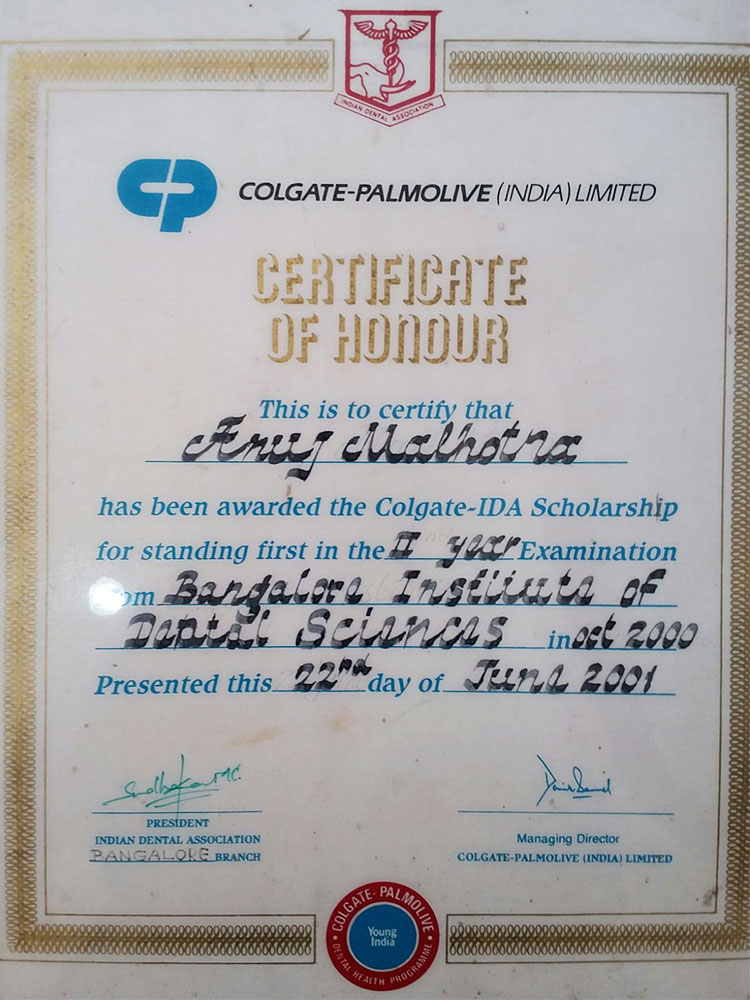 INDIAN DENTAL ASSOCIATION
CP
COLGATE-PALMOLIVE (INDIA) LIMITED
CERTIFICATE
OF HONOUR
This is to certify that
Anuj Malhotra
has been awarded the Colgate-IDA Scholarship
for standing first in the II year Examination
from Bangalore Institute of
Dental Sciences in oct 2000
Presented this 22nd day of June 2001
PRESIDENT
INDIAN DENTAL ASSOCIATION
BANGALORE BRANCH
Managing Director
COLGATE-PALMOLIVE (INDIA) LIMITED
COLGATE-PALMOLIVE
Young
India
DENTAL HEALTH PROGRAMME